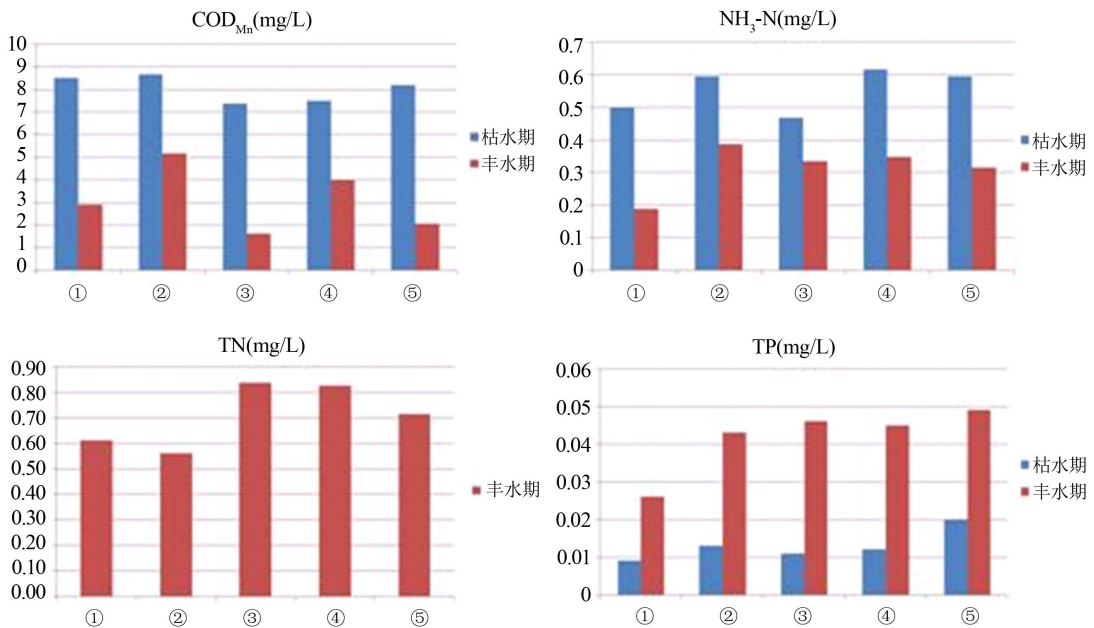 CODMn(mg/L)
10
9
8
7
6
5
4
3
2
1
0
① ② ③ ④ ⑤
枯水期
丰水期
NH3-N(mg/L)
0.7
0.6
0.5
0.4
0.3
0.2
0.1
0
① ② ③ ④ ⑤
枯水期
丰水期
TN(mg/L)
0.90
0.80
0.70
0.60
0.50
0.40
0.30
0.20
0.10
0.00
① ② ③ ④ ⑤
丰水期
TP(mg/L)
0.06
0.05
0.04
0.03
0.02
0.01
0
① ② ③ ④ ⑤
枯水期
丰水期